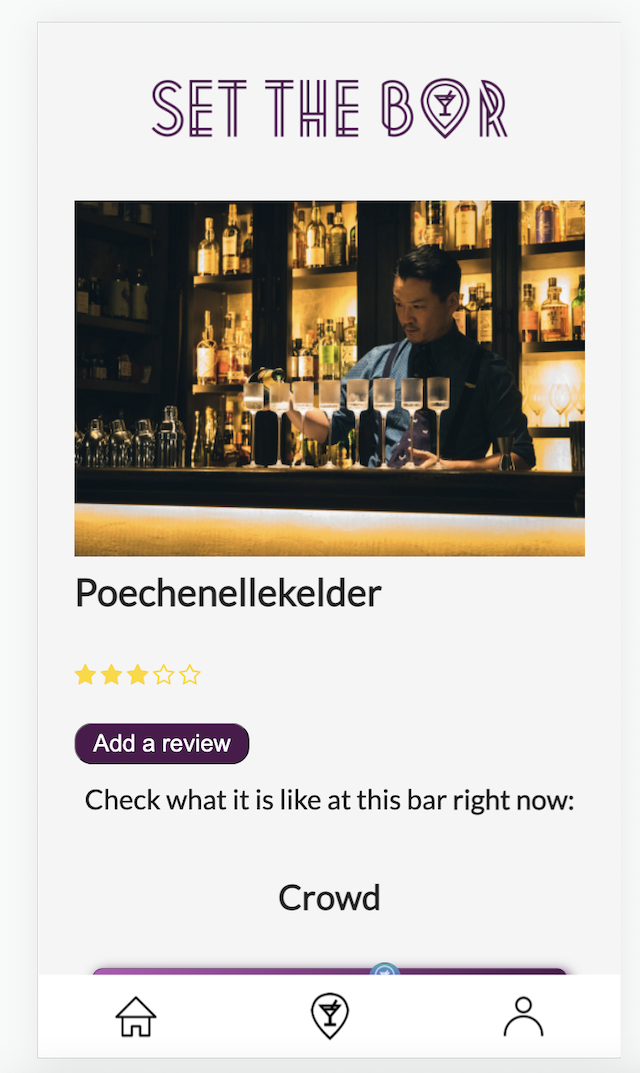 SET THE BAR
Poechenellekelder
Add a review
Check what it is like at this bar right now:
Crowd